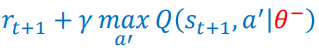 r_{t+1} + γ max_{a'} Q(s_{t+1}, a'|θ⁻)